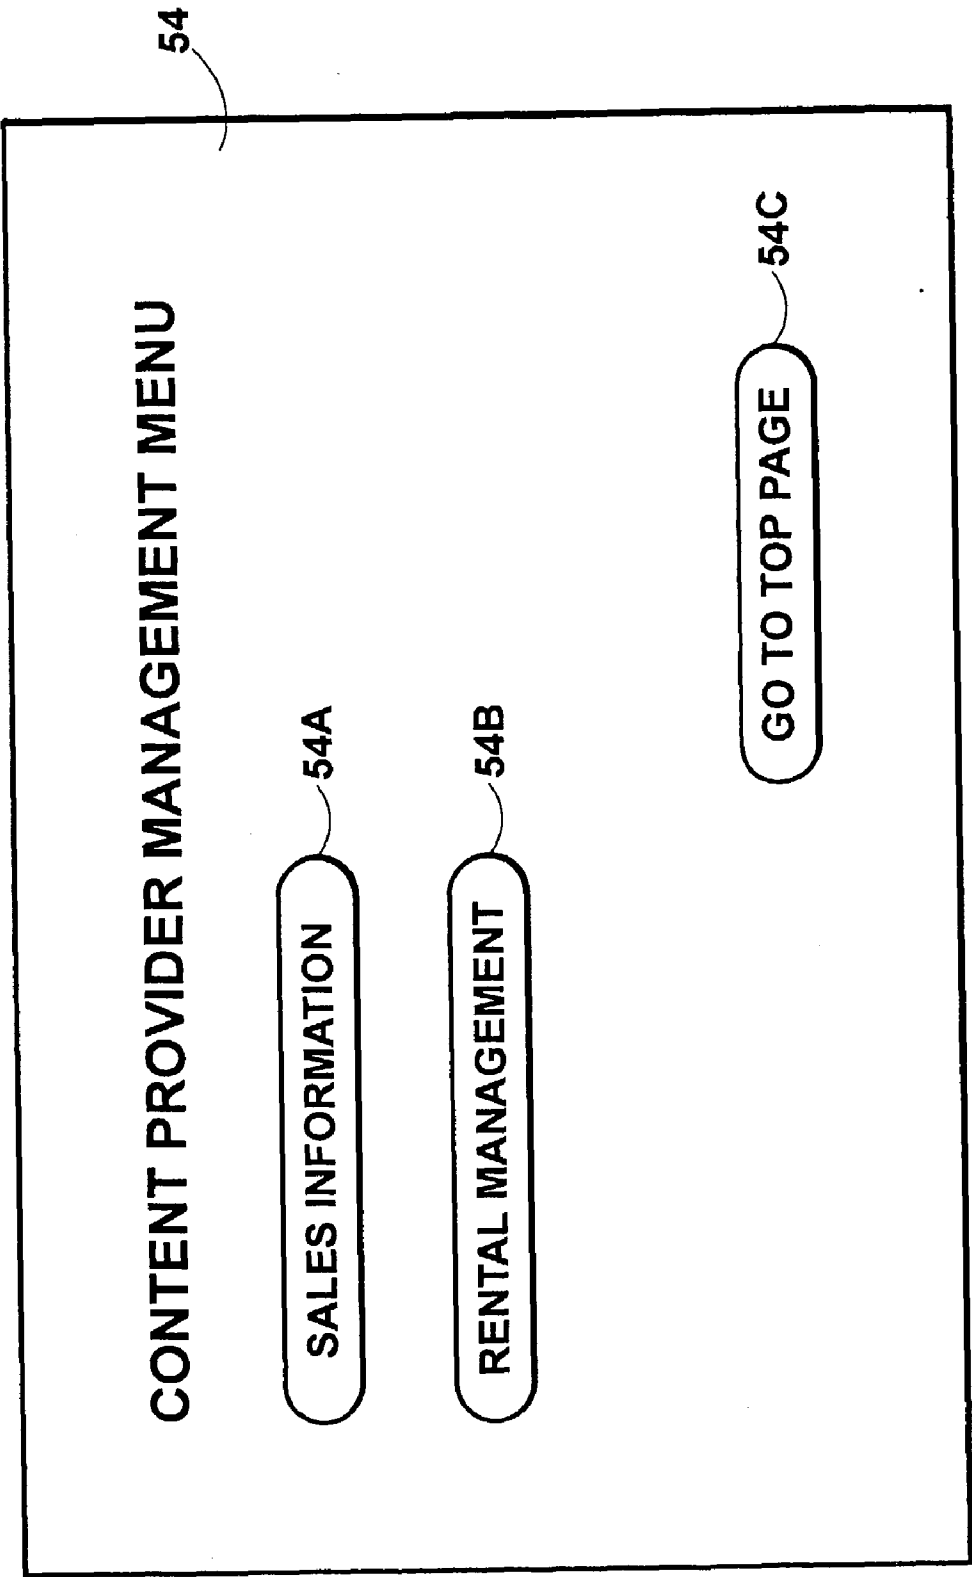 54
CONTENT PROVIDER MANAGEMENT MENU
SALES INFORMATION
54A
RENTAL MANAGEMENT
54B
GO TO TOP PAGE
54C